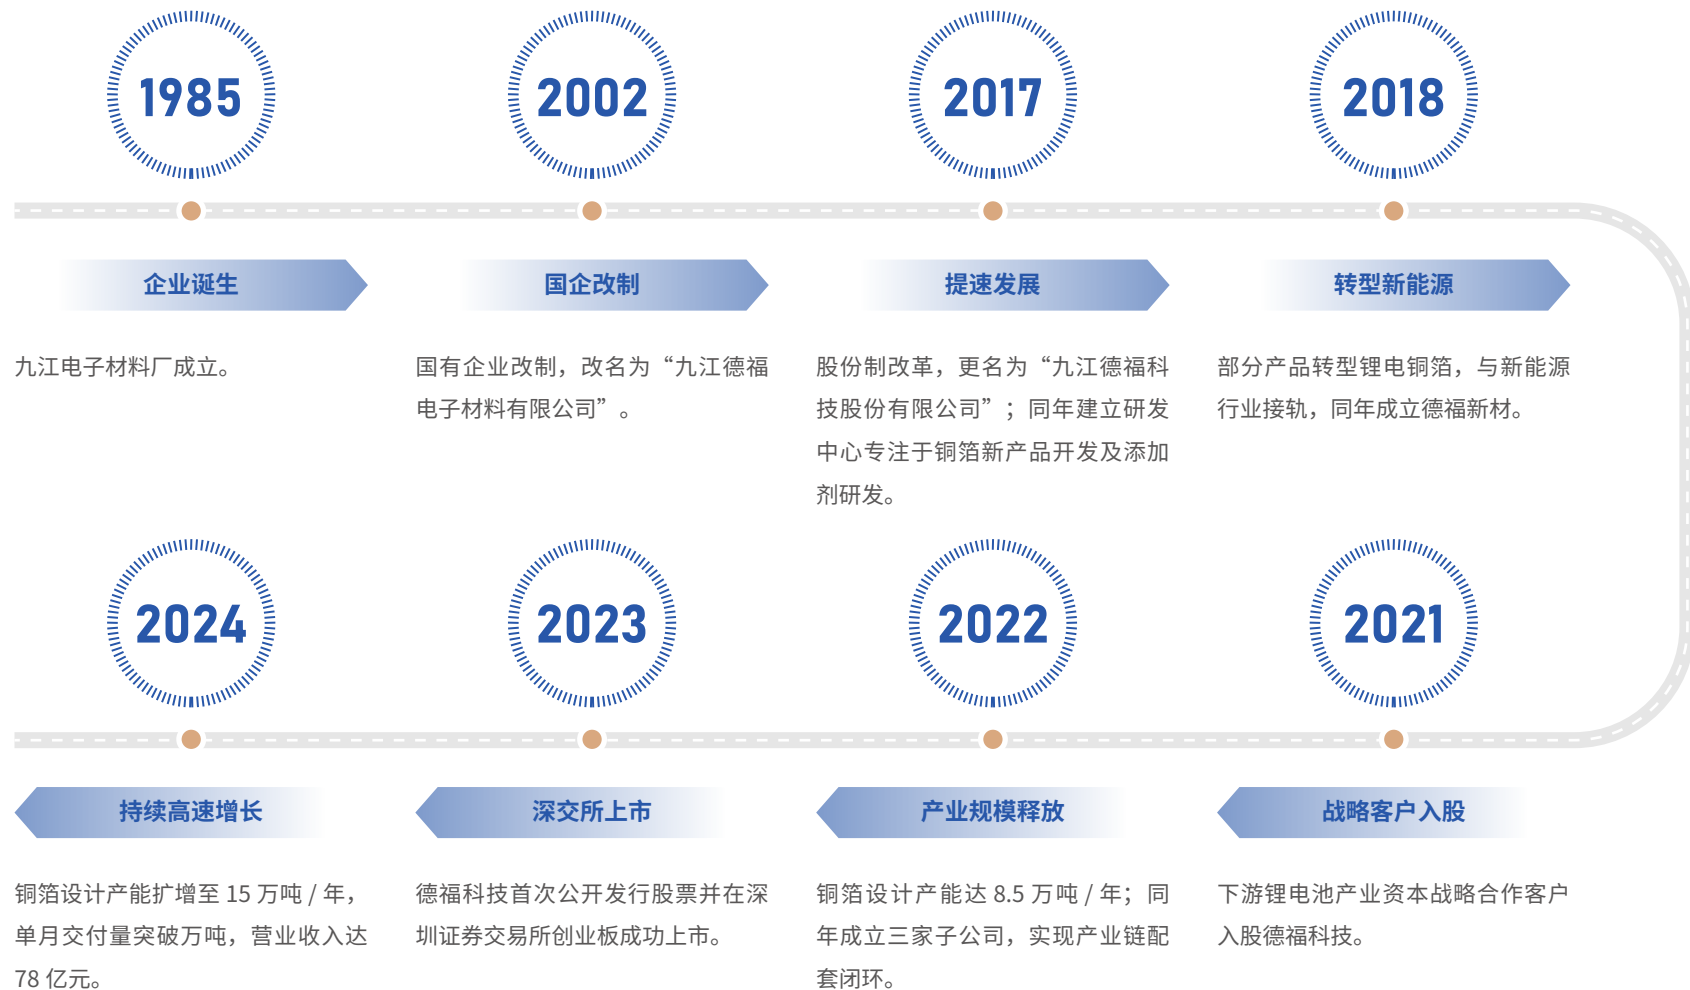 1985
企业诞生
九江电子材料厂成立。
2002
国企改制
国有企业改制，改名为“九江德福
电子材料有限公司”。
2017
提速发展
股份制改革，更名为“九江德福科
技股份有限公司”；同年建立研发
中心专注于铜箔新产品开发及添加
剂研发。
2018
转型新能源
部分产品转型锂电铜箔，与新能源
行业接轨，同年成立德福新材。
2021
战略客户入股
下游锂电池产业资本战略合作客户
入股德福科技。
2022
产业规模释放
铜箔设计产能达 8.5 万吨 / 年；同
年成立三家子公司，实现产业链配
套闭环。
2023
深交所上市
德福科技首次公开发行股票并在深
圳证券交易所创业板成功上市。
2024
持续高速增长
铜箔设计产能扩增至 15 万吨 / 年，
单月交付量突破万吨，营业收入达
78 亿元。